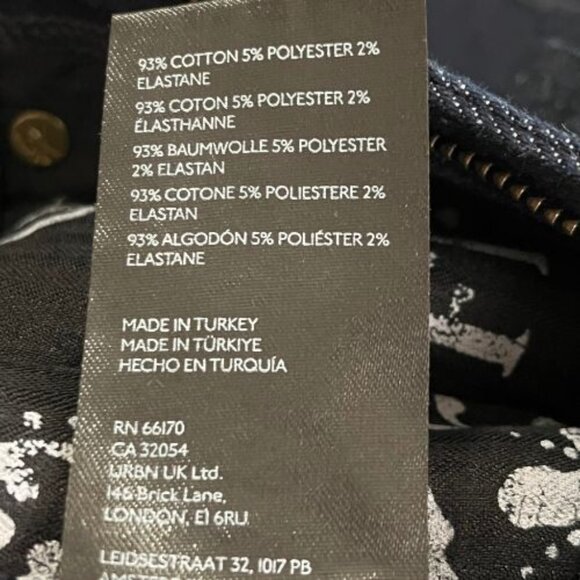 93% COTTON 5% POLYESTER 2%
ELASTANE
93% COTON 5% POLYESTER 2%
ÉLASTHANNE
93% BAUMWOLLE 5% POLYESTER
2% ELASTAN
93% COTONE 5% POLIESTERE 2%
ELASTAN
93% ALGODÓN 5% POLIÉSTER 2%
ELASTANE
MADE IN TURKEY
MADE IN TÜRKIYE
HECHO EN TURQUÍA
RN 66170
CA 32054
URBN UK Ltd.
146 Brick Lane,
LONDON, E1 6RU
LEIDSESTRAAT 32, 1017 PB